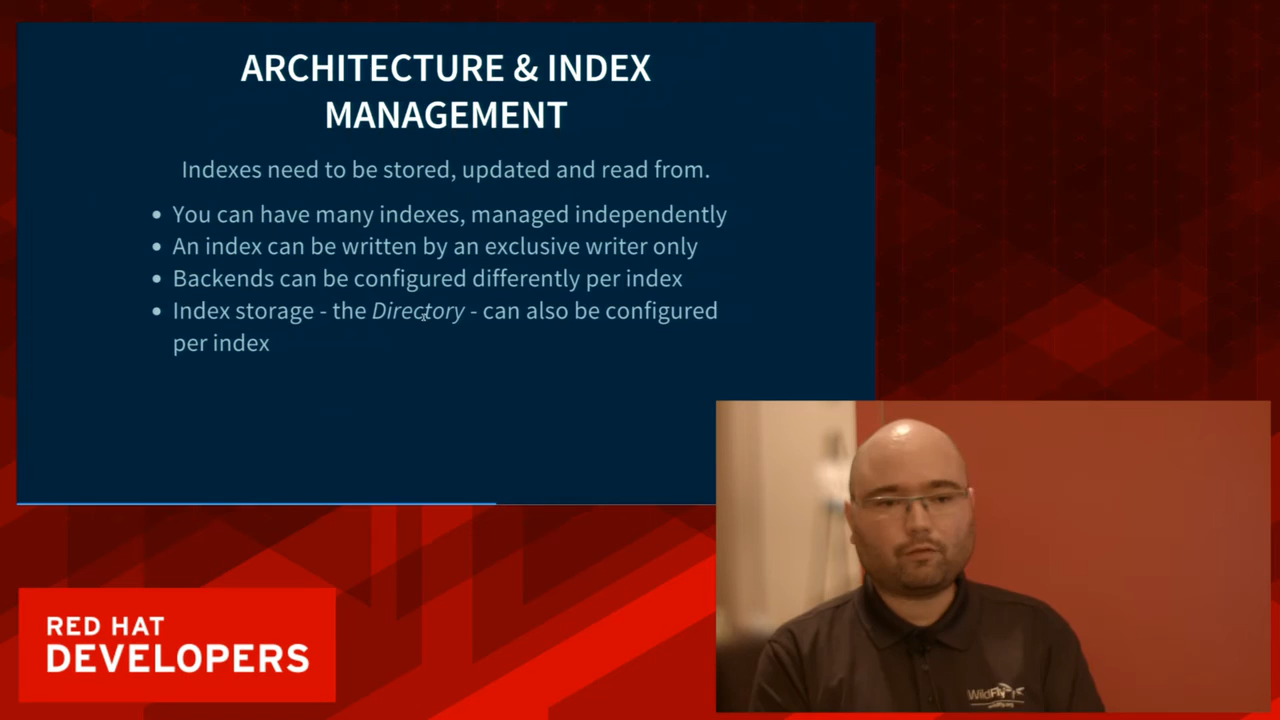 ARCHITECTURE & INDEX
MANAGEMENT
Indexes need to be stored, updated and read from.
You can have many indexes, managed independently
An index can be written by an exclusive writer only
Backends can be configured differently per index
Index storage - the Directory - can also be configured
per index
RED HAT
DEVELOPERS
WildFly